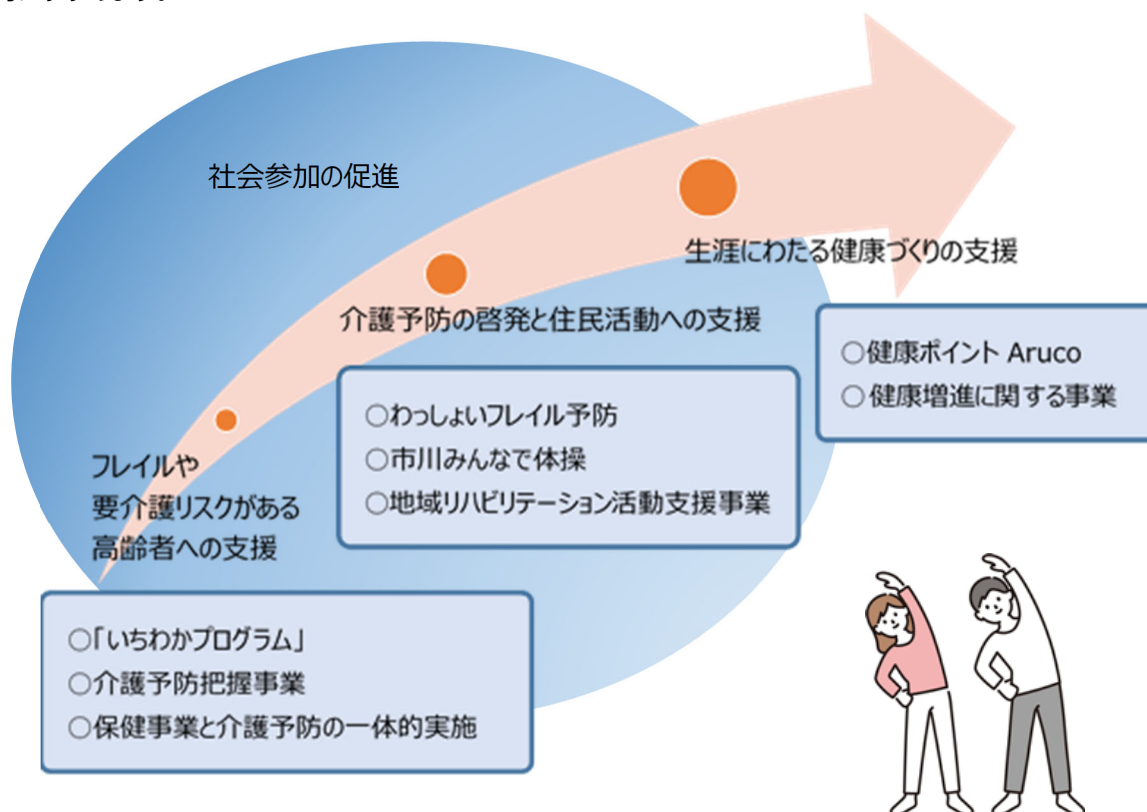 社会参加の促進
生涯にわたる健康づくりの支援
○健康ポイント Aruco
○健康増進に関する事業
介護予防の啓発と住民活動への支援
○わっしょいフレイル予防
○市川みんなで体操
○地域リハビリテーション活動支援事業
フレイルや
要介護リスクがある
高齢者への支援
○「いちわかプログラム」
○介護予防把握事業
○保健事業と介護予防の一体的実施